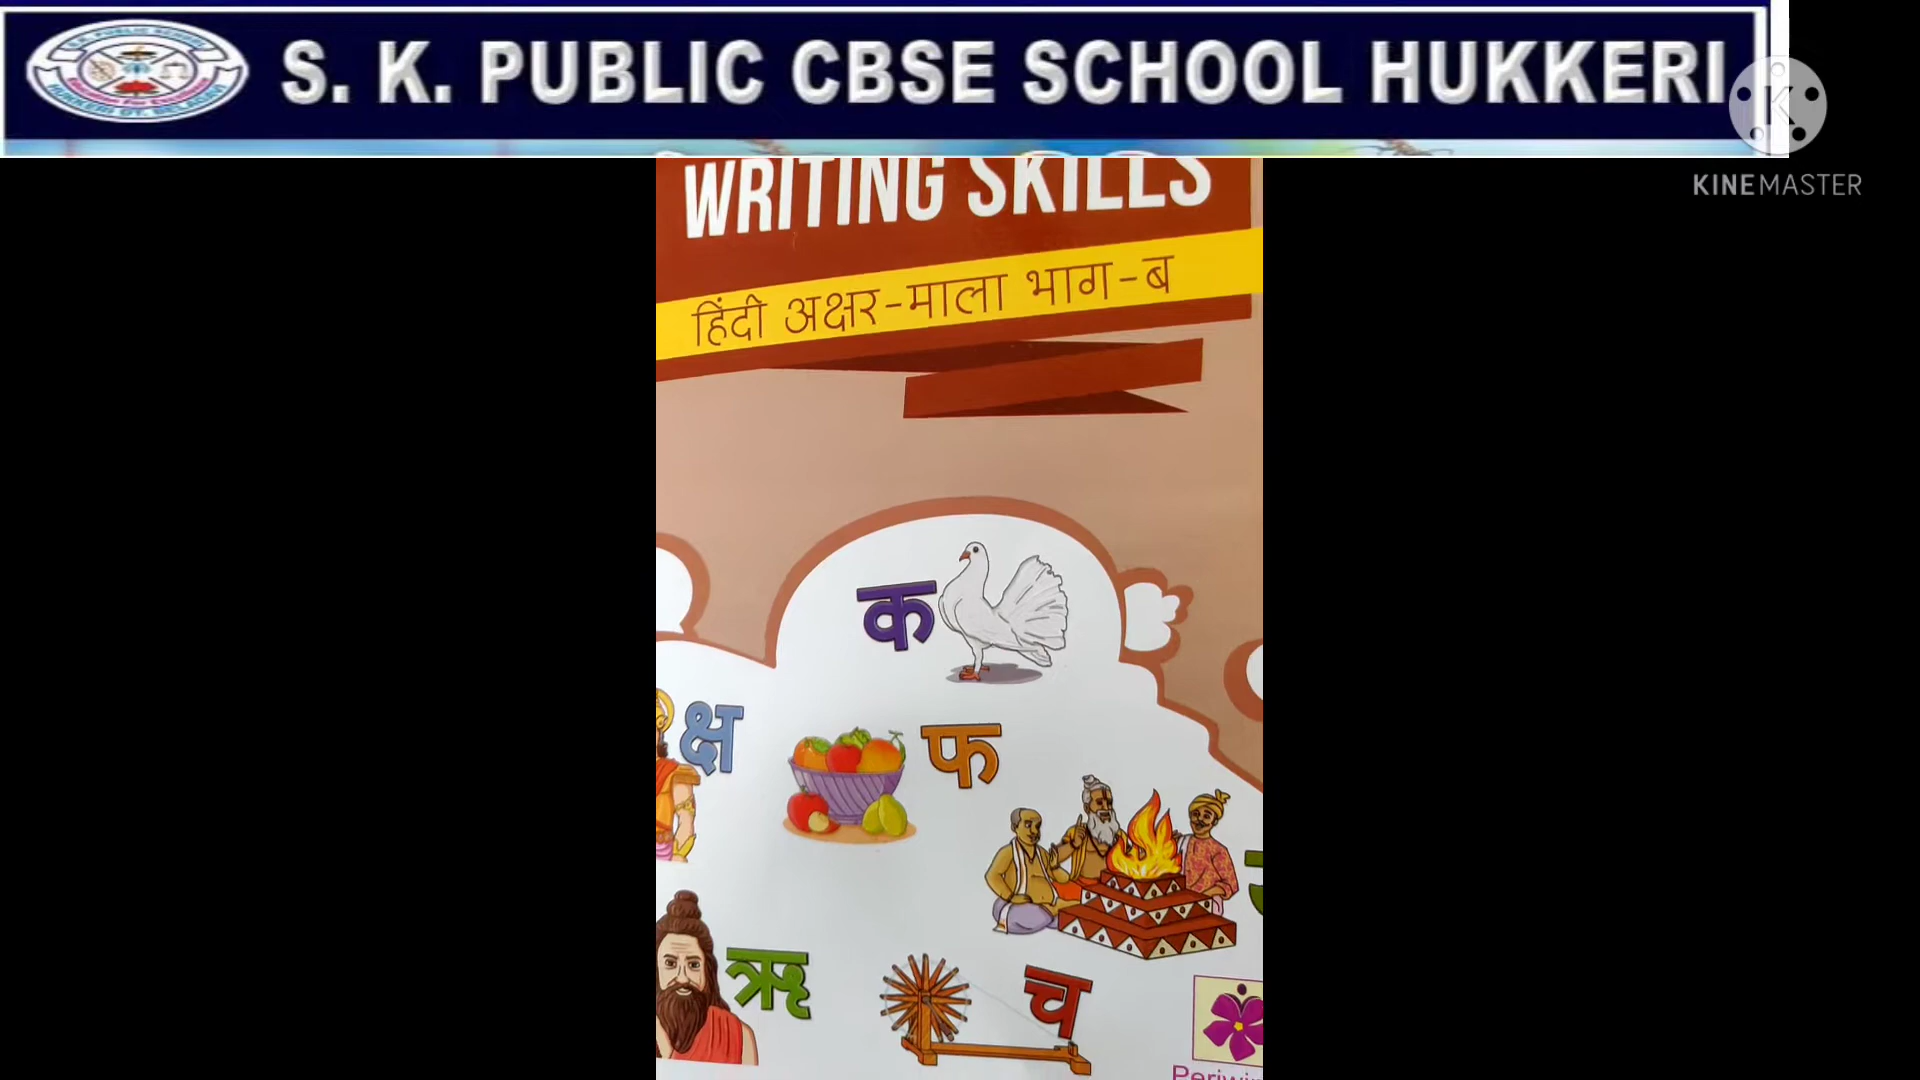 S. K. PUBLIC CBSE SCHOOL HUKKERI
K
KINEMASTER
WRITING SKILLS
हिंदी अक्षर-माला भाग-ब
क
क्ष
फ
ऋ
च